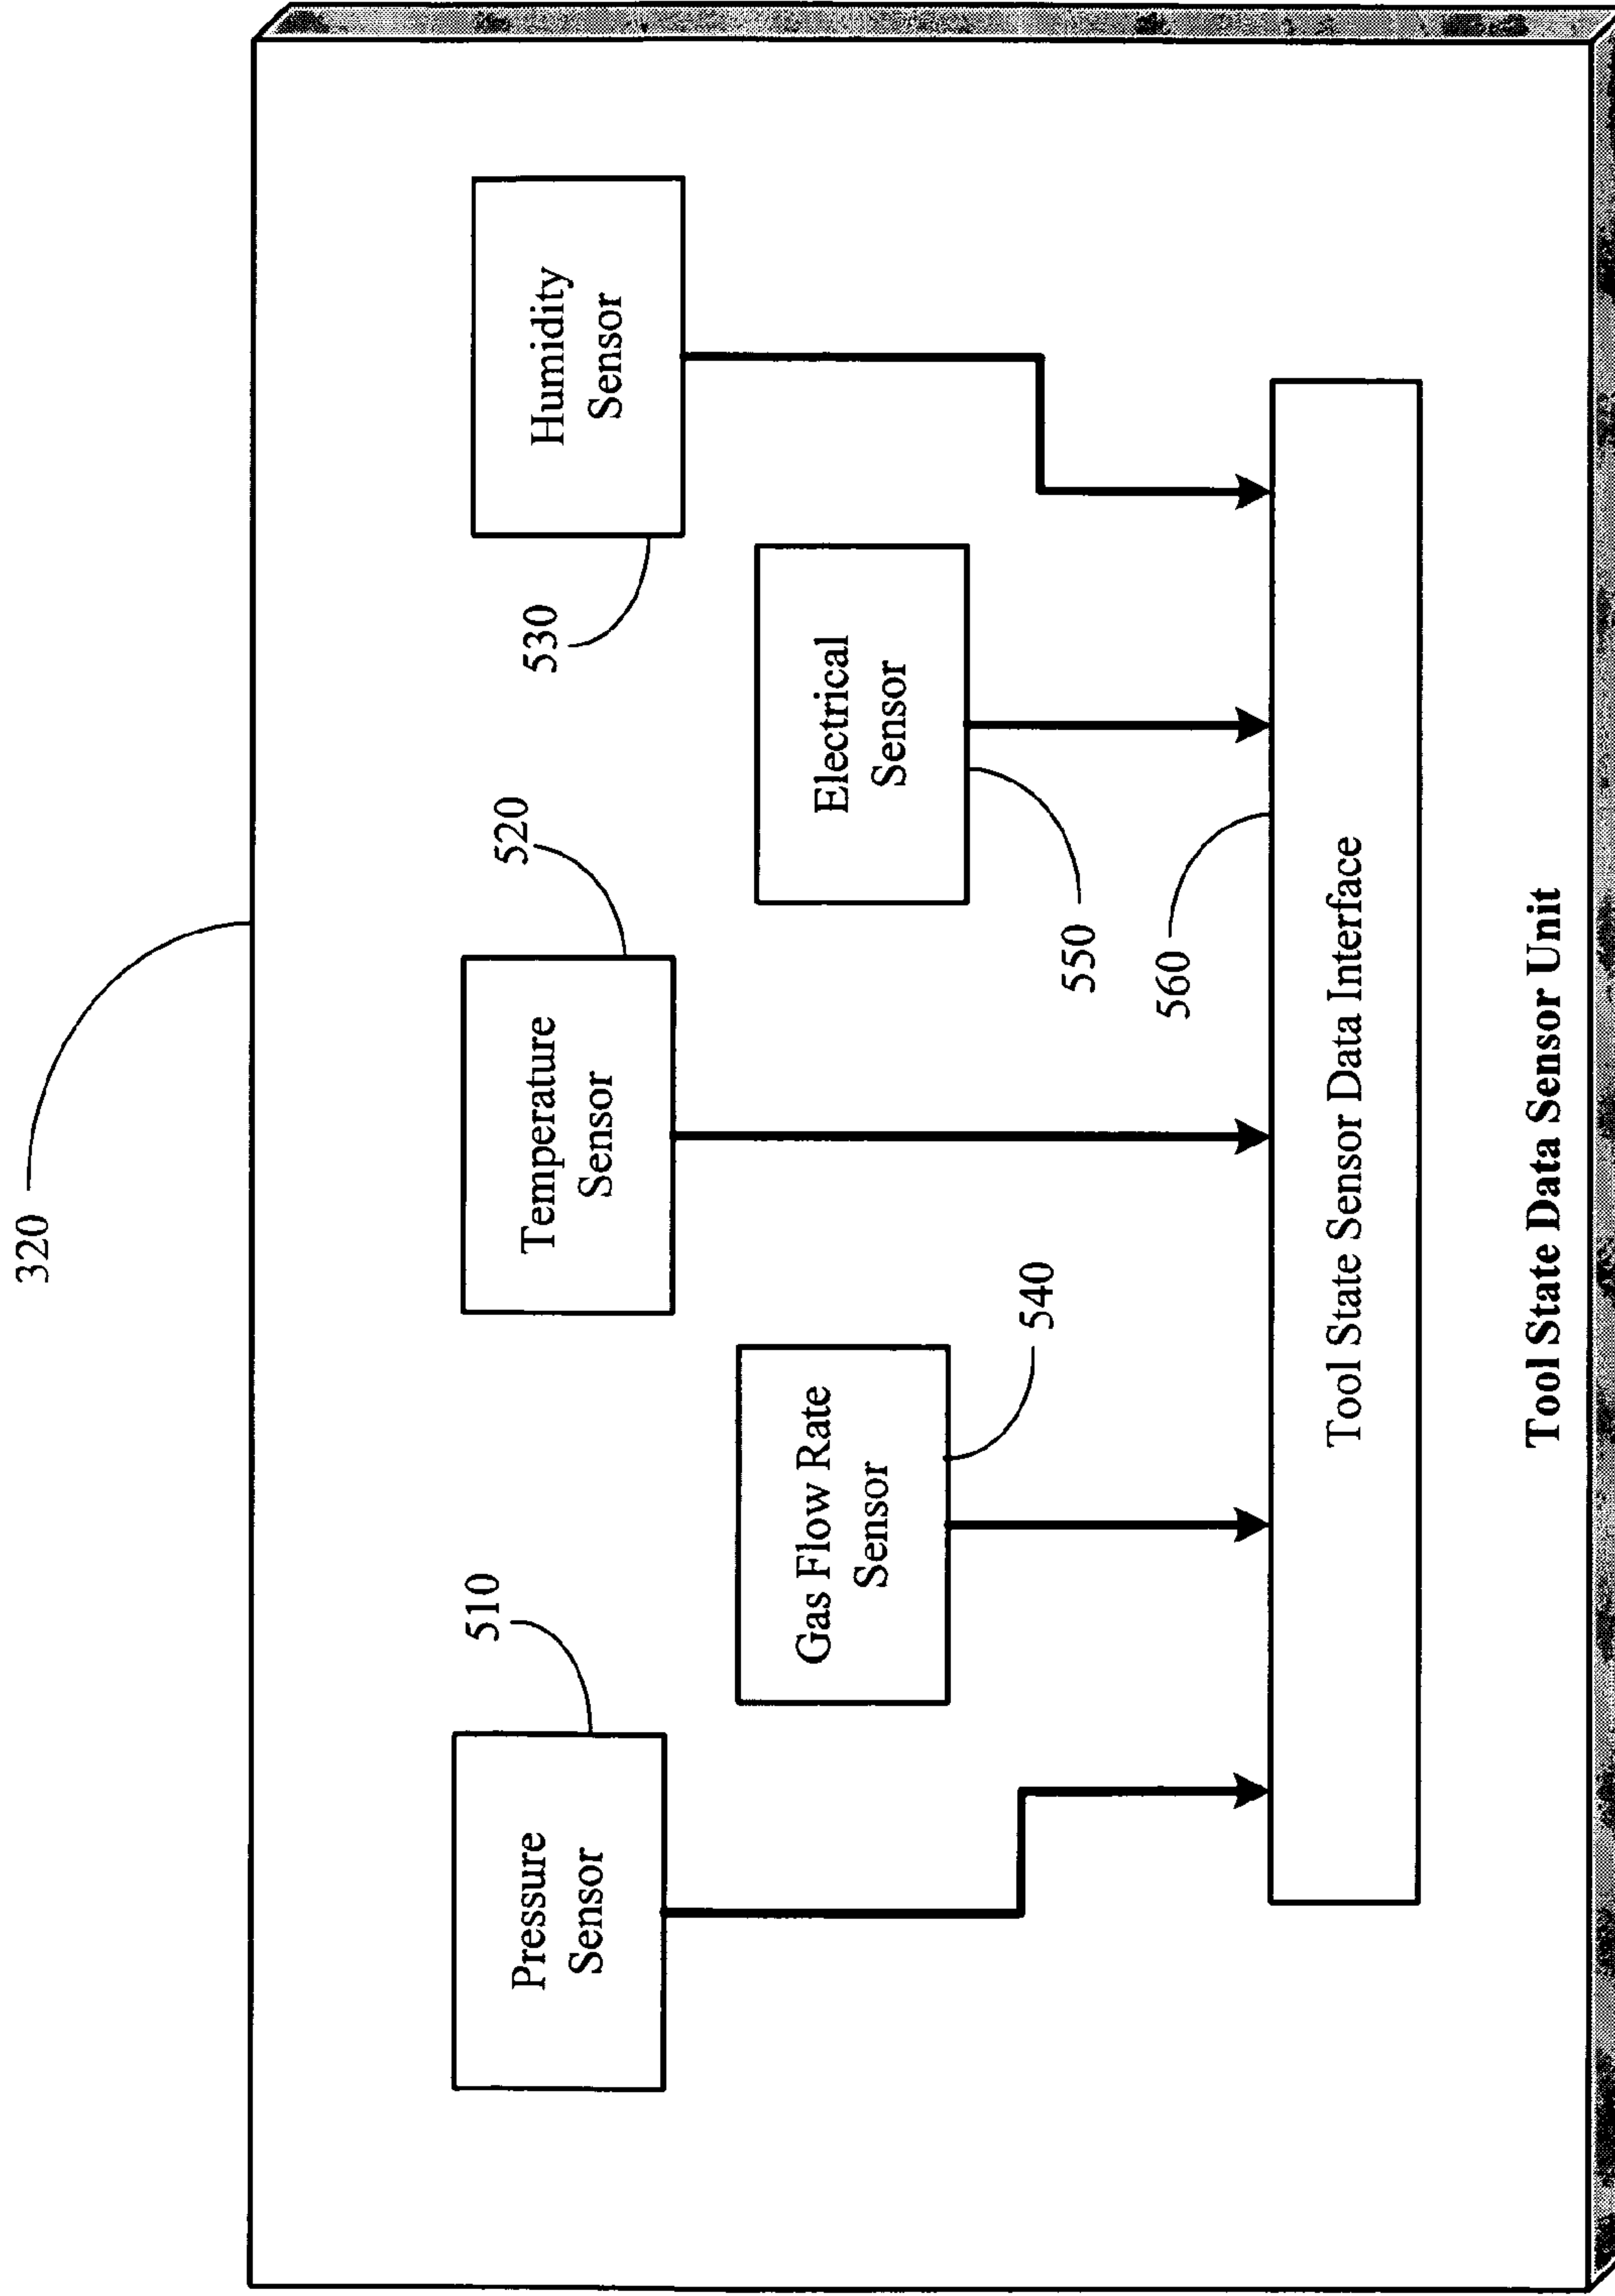 320
510
Pressure
Sensor
520
Temperature
Sensor
530
Humidity
Sensor
Gas Flow Rate
Sensor
540
Electrical
Sensor
550
560
Tool State Sensor Data Interface
Tool State Data Sensor Unit